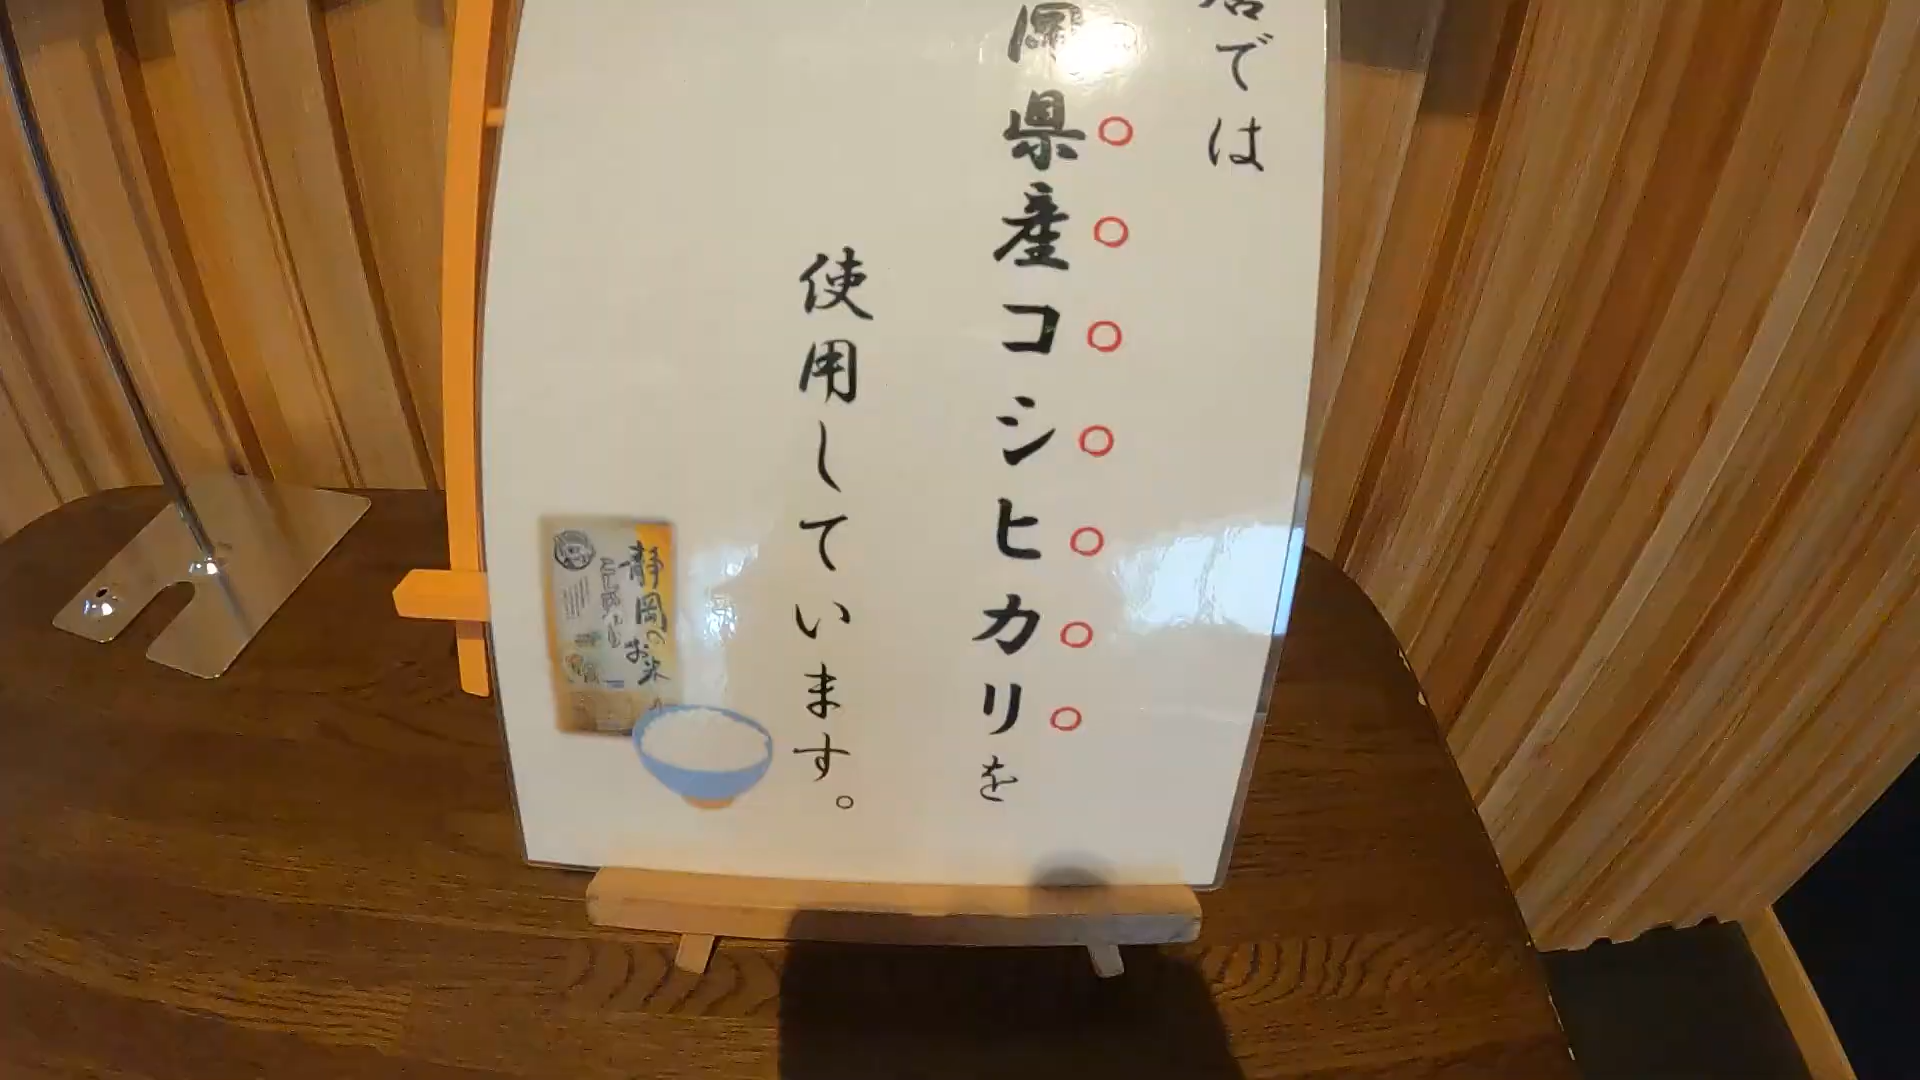 店では
岡県産コシヒカリを
使用しています。
静岡のお米